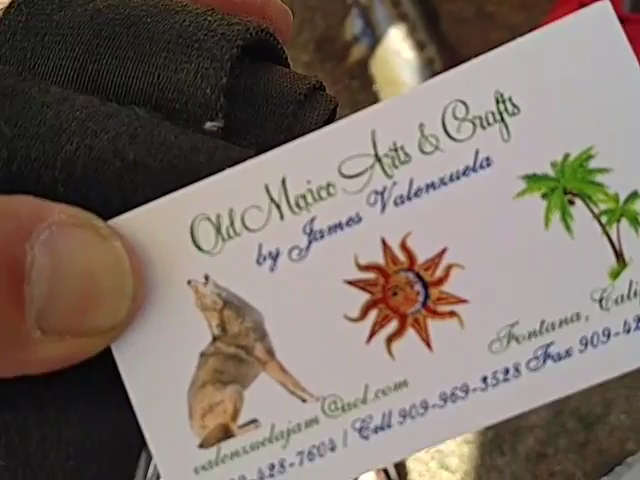 Old Mexico Arts & Crafts
by James Valenzuela
Fontana, Cali
valenzuelajam@aol.com
09-428-7604 / Cell 909-969-3528 Fax 909-42